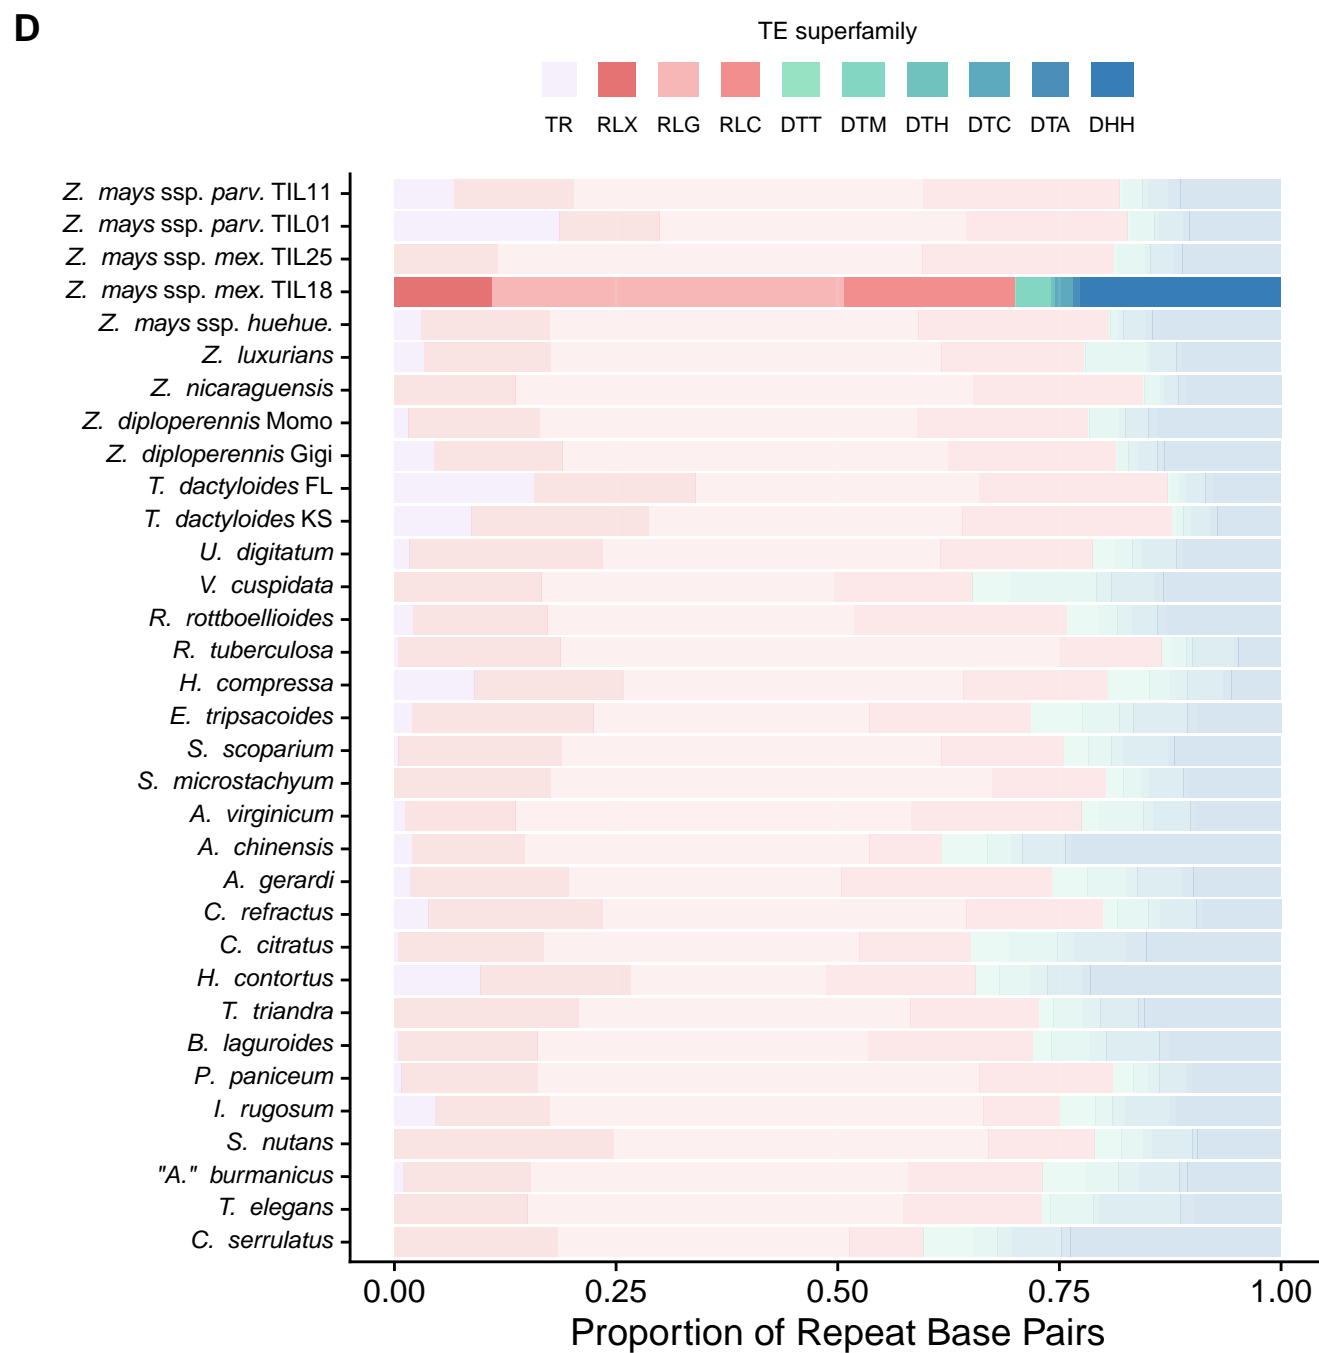 D
TE superfamily
TR RLX RLG RLC DTT DTM DTH DTC DTA DHH
Z. mays ssp. parv. TIL11
Z. mays ssp. parv. TIL01
Z. mays ssp. mex. TIL25
Z. mays ssp. mex. TIL18
Z. mays ssp. huehue.
Z. luxurians
Z. nicaraguensis
Z. diploperennis Momo
Z. diploperennis Gigi
T. dactyloides FL
T. dactyloides KS
U. digitatum
V. cuspidata
R. rottboellioides
R. tuberculosa
H. compressa
E. tripsacoides
S. scoparium
S. microstachyum
A. virginicum
A. chinensis
A. gerardi
C. refractus
C. citratus
H. contortus
T. triandra
B. laguroides
P. paniceum
I. rugosum
S. nutans
"A." burmanicus
T. elegans
C. serrulatus
0.00 0.25 0.50 0.75 1.00
Proportion of Repeat Base Pairs